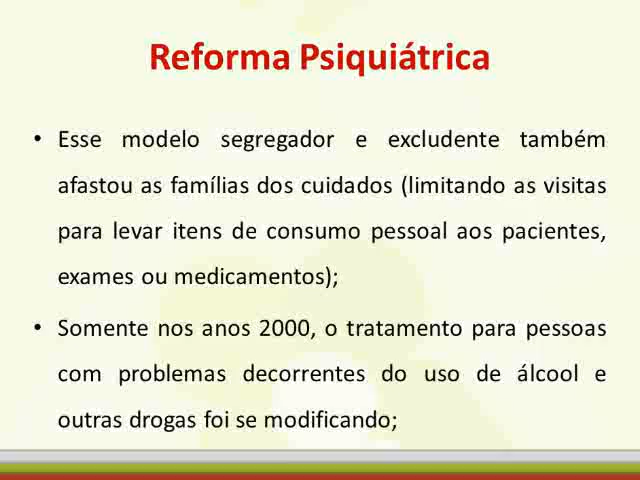 Reforma Psiquiátrica
• Esse modelo segregador e excludente também
afastou as famílias dos cuidados (limitando as visitas
para levar itens de consumo pessoal aos pacientes,
exames ou medicamentos);
• Somente nos anos 2000, o tratamento para pessoas
com problemas decorrentes do uso de álcool e
outras drogas foi se modificando;